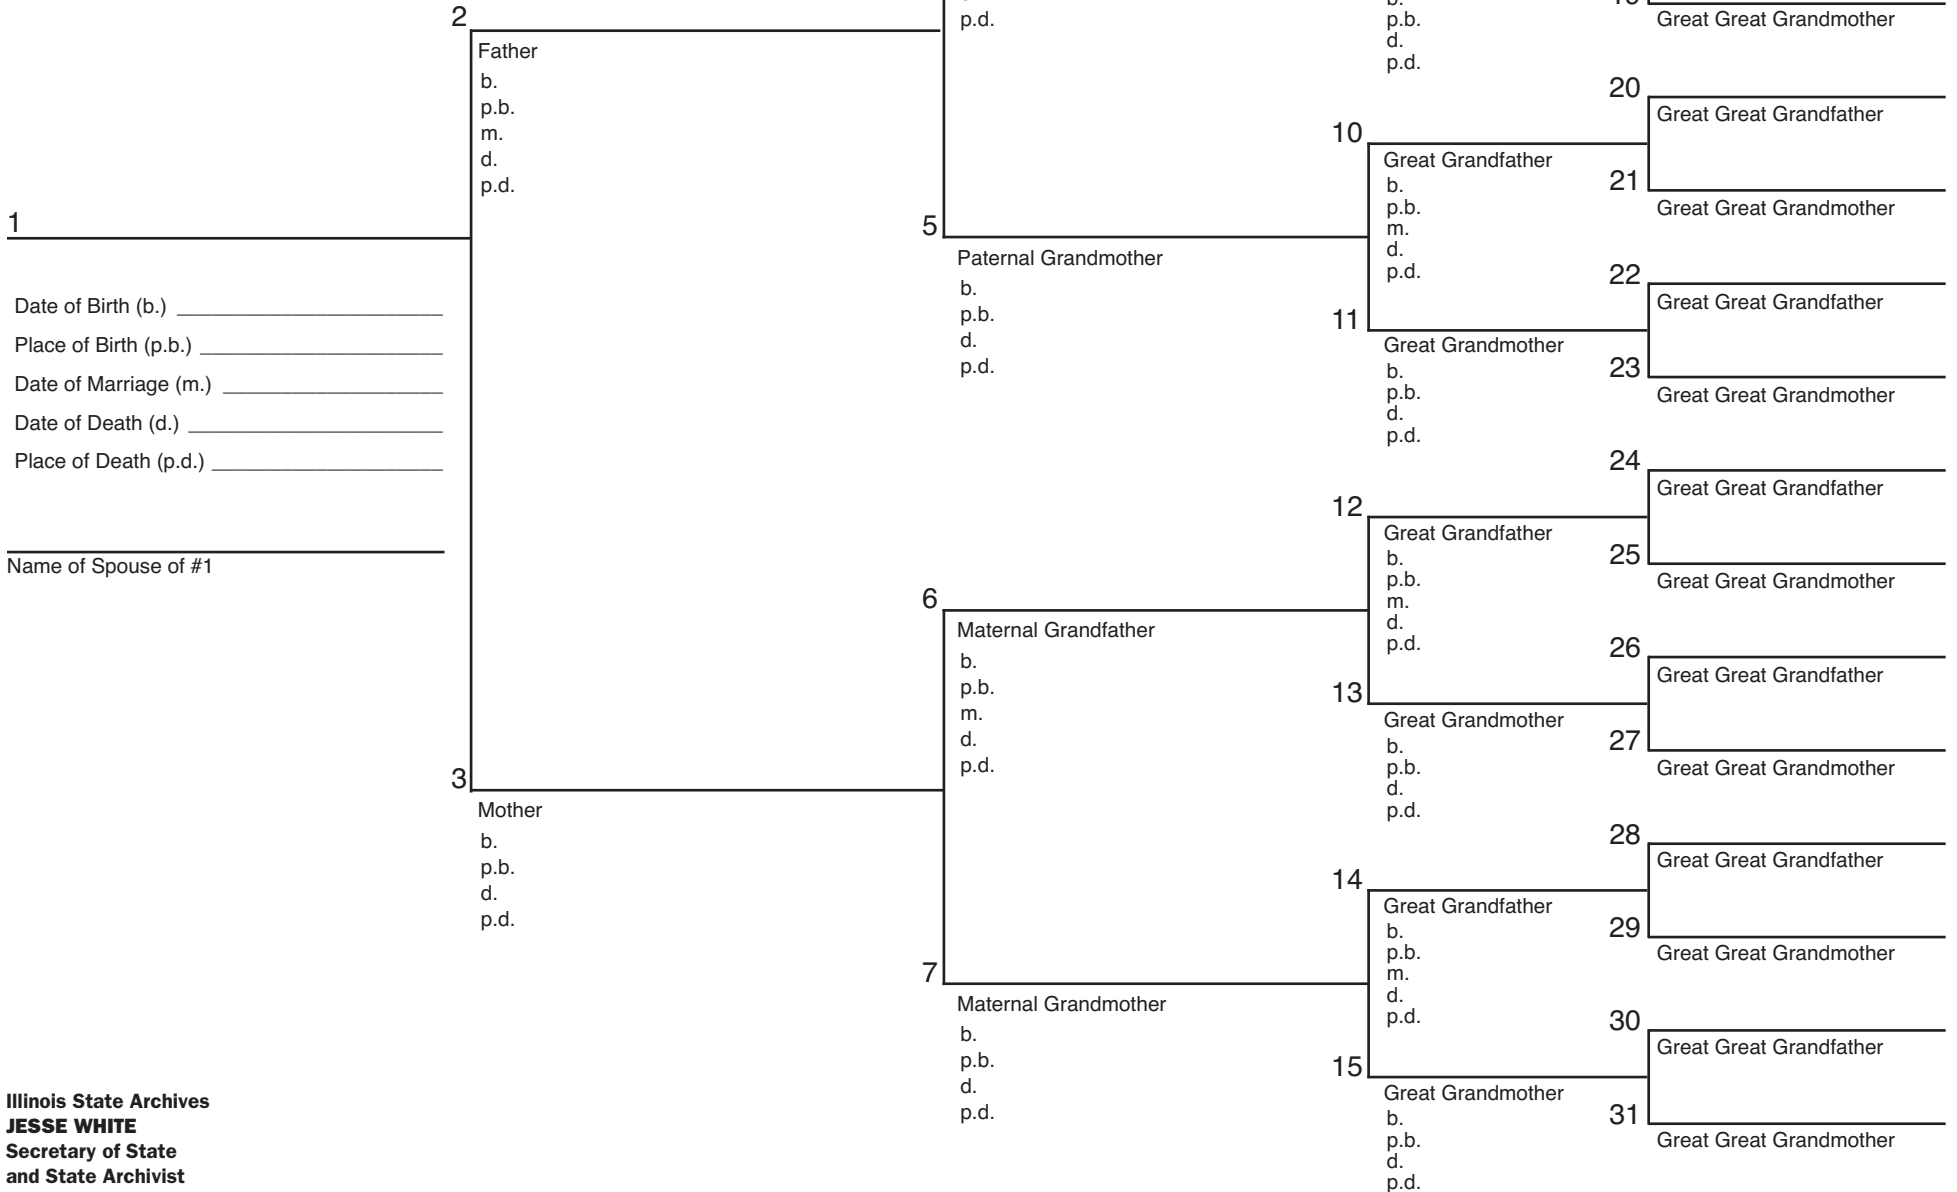 2
Father
b.
p.b.
m.
d.
p.d.
1
Date of Birth (b.) ________________________
Place of Birth (p.b.) ______________________
Date of Marriage (m.) ____________________
Date of Death (d.) _______________________
Place of Death (p.d.) _____________________
Name of Spouse of #1
3
Mother
b.
p.b.
d.
p.d.
Illinois State Archives
JESSE WHITE
Secretary of State
and State Archivist
p.d.
5
Paternal Grandmother
b.
p.b.
d.
p.d.
6
Maternal Grandfather
b.
p.b.
m.
d.
p.d.
7
Maternal Grandmother
b.
p.b.
d.
p.d.
b.
p.b.
d.
p.d.
10
Great Grandfather
b.
p.b.
m.
d.
p.d.
11
Great Grandmother
b.
p.b.
d.
p.d.
12
Great Grandfather
b.
p.b.
m.
d.
p.d.
13
Great Grandmother
b.
p.b.
d.
p.d.
14
Great Grandfather
b.
p.b.
m.
d.
p.d.
15
Great Grandmother
b.
p.b.
d.
p.d.
Great Great Grandmother
20
Great Great Grandfather
21
Great Great Grandmother
22
Great Great Grandfather
23
Great Great Grandmother
24
Great Great Grandfather
25
Great Great Grandmother
26
Great Great Grandfather
27
Great Great Grandmother
28
Great Great Grandfather
29
Great Great Grandmother
30
Great Great Grandfather
31
Great Great Grandmother